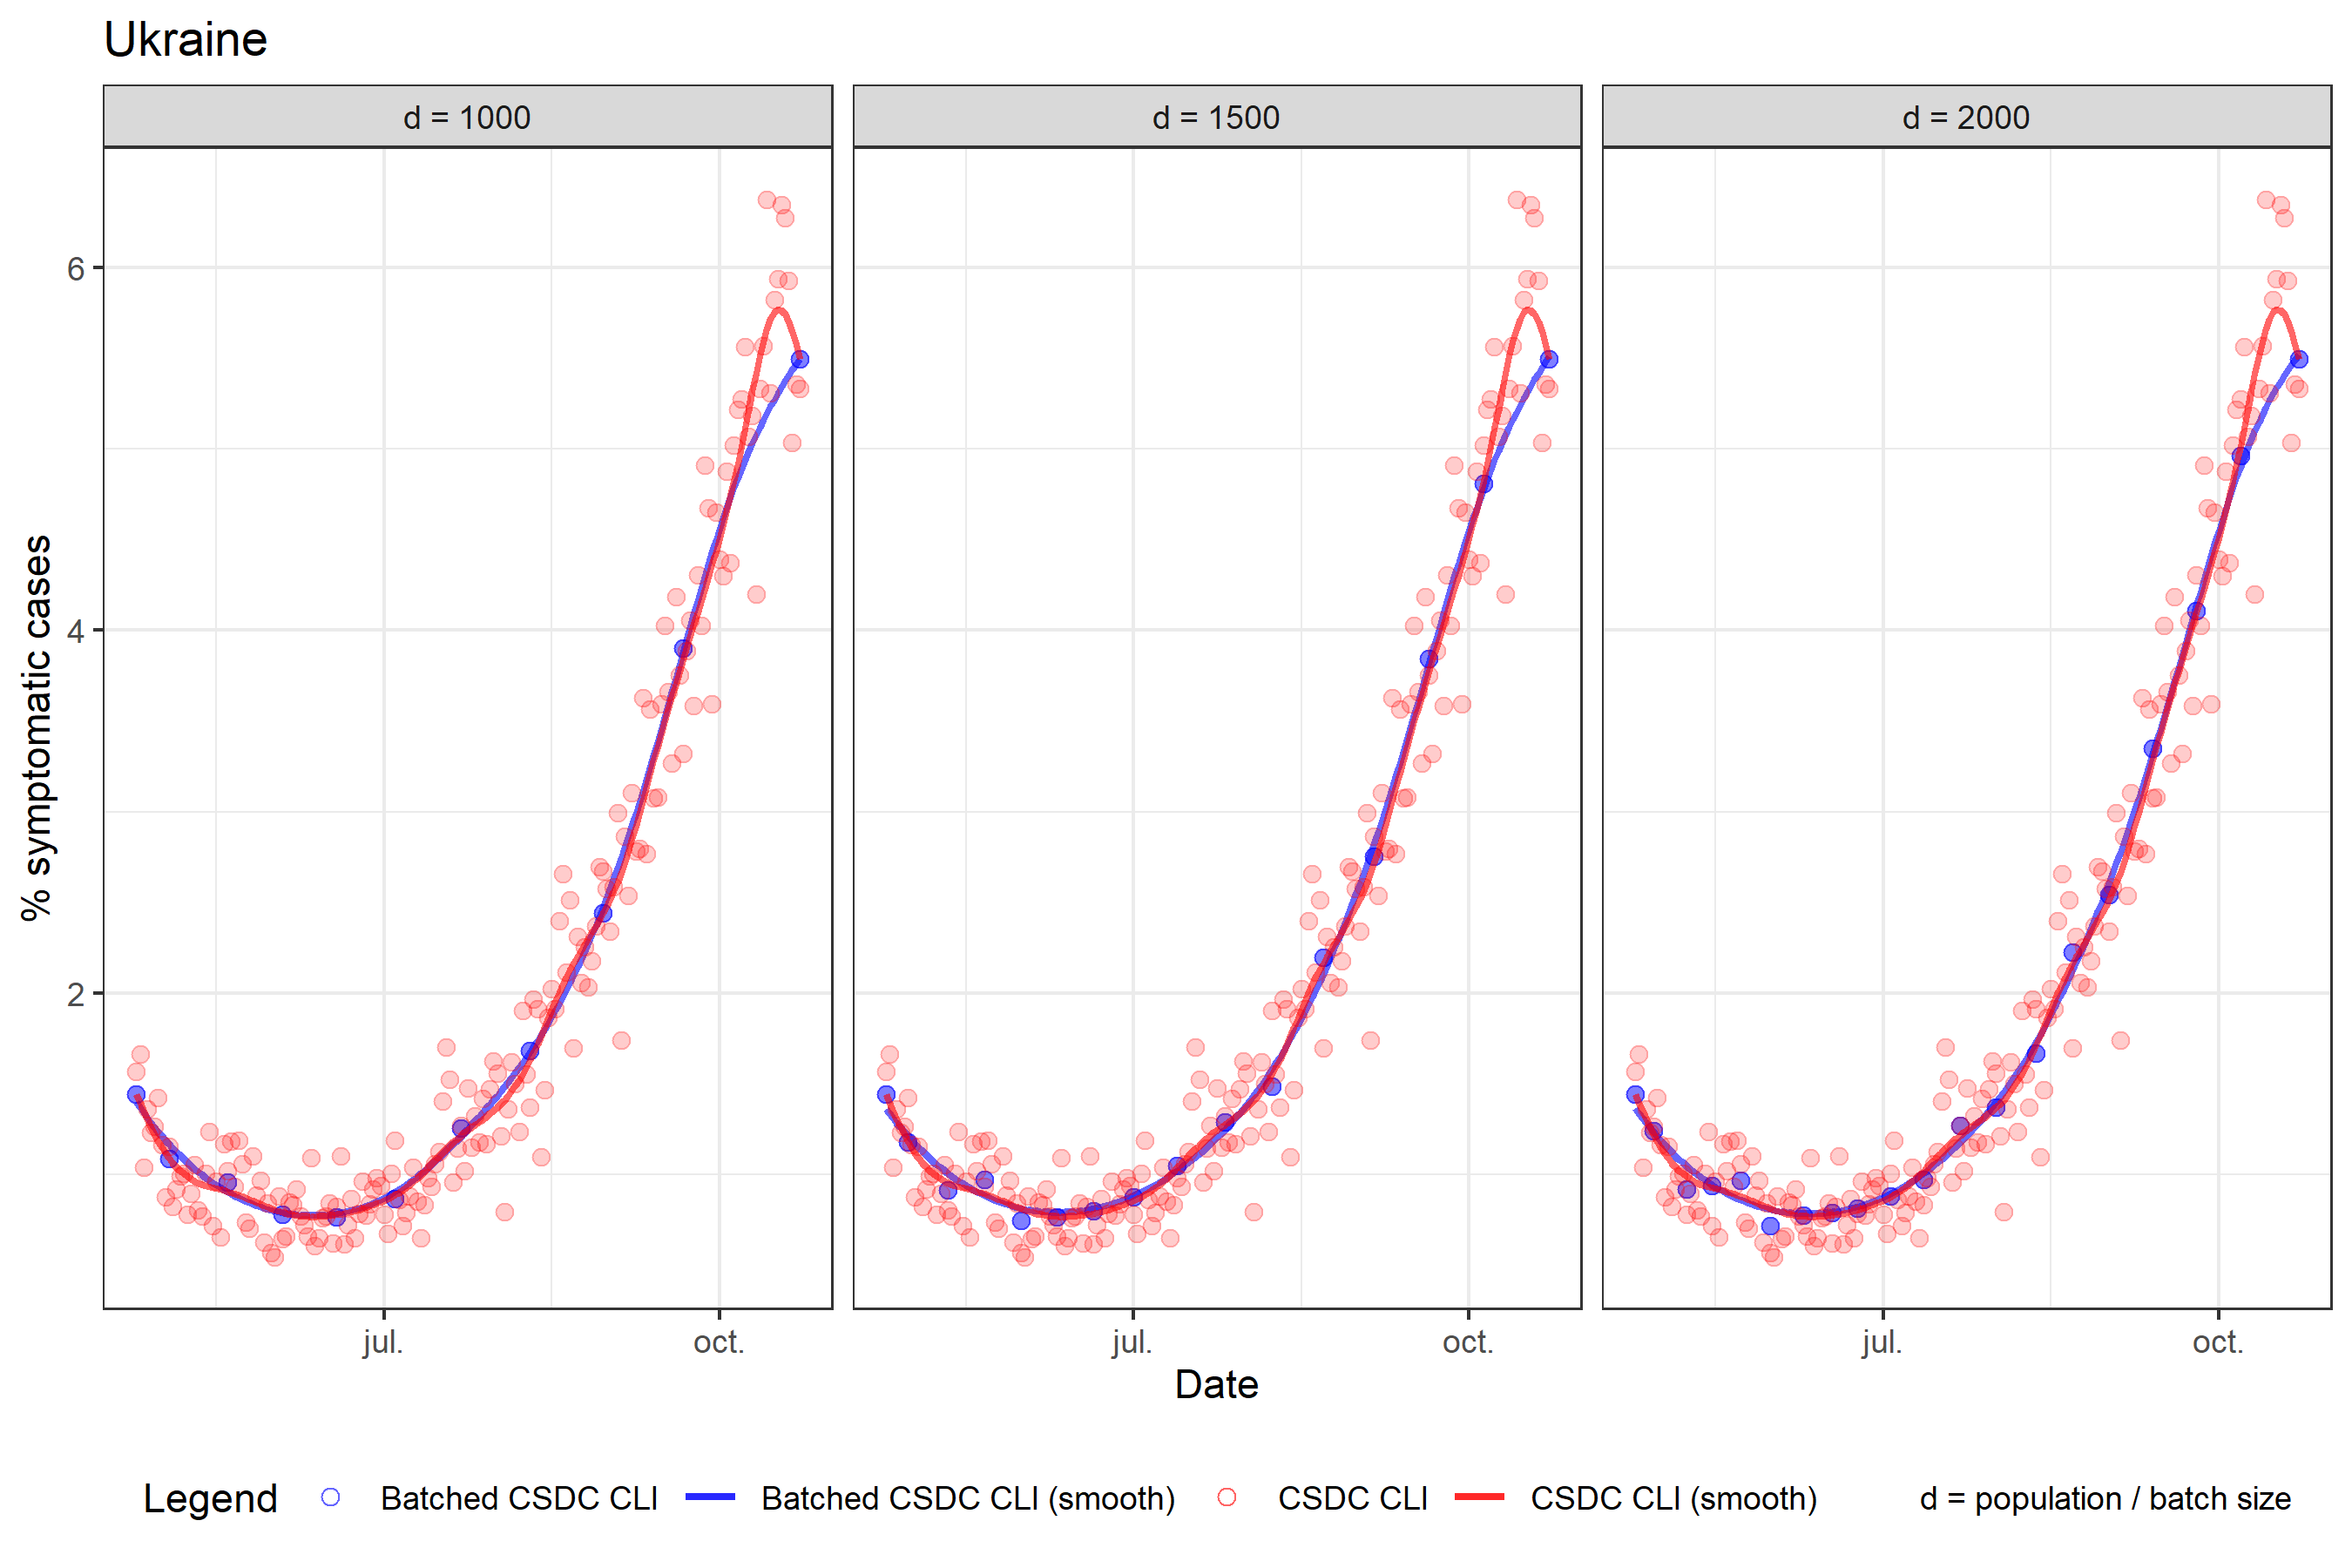 Ukraine
d = 1000
d = 1500
d = 2000
% symptomatic cases
6
4
2
jul.
oct.
jul.
oct.
jul.
oct.
Date
Legend
Batched CSDC CLI
Batched CSDC CLI (smooth)
CSDC CLI
CSDC CLI (smooth)
d = population / batch size